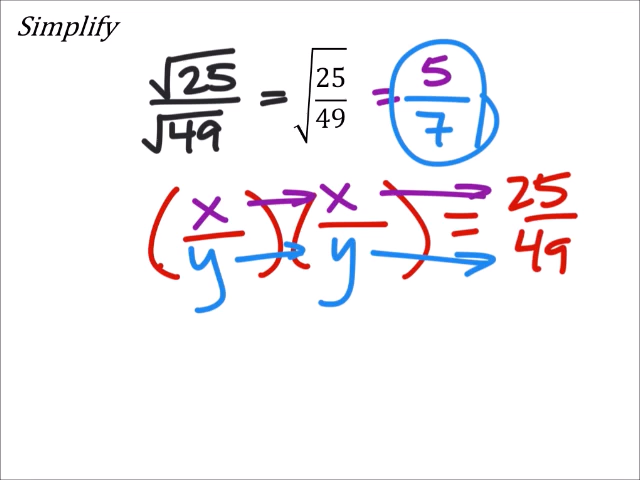 Simplify
√25/√49 = √(25/49) = 5/7
(x/y)(x/y) = 25/49